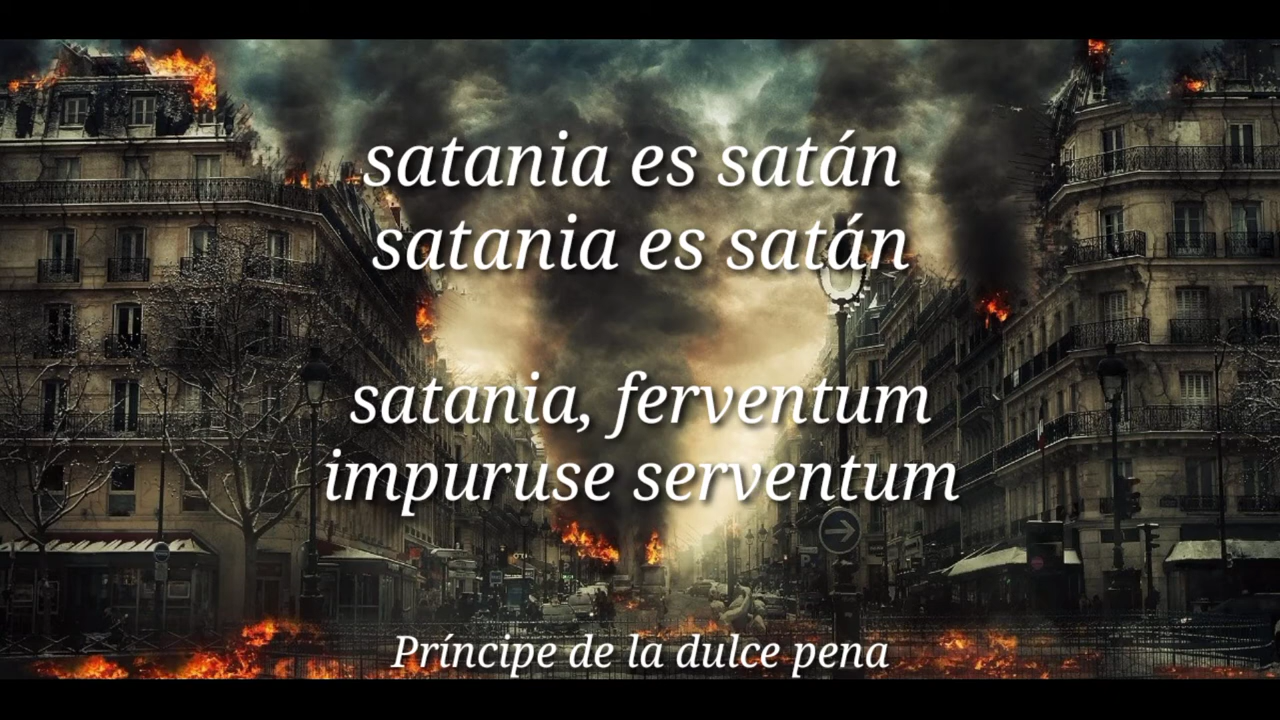 satania es satán
satania es satán
satania, ferventum
impuruse serventum
Príncipe de la dulce pena